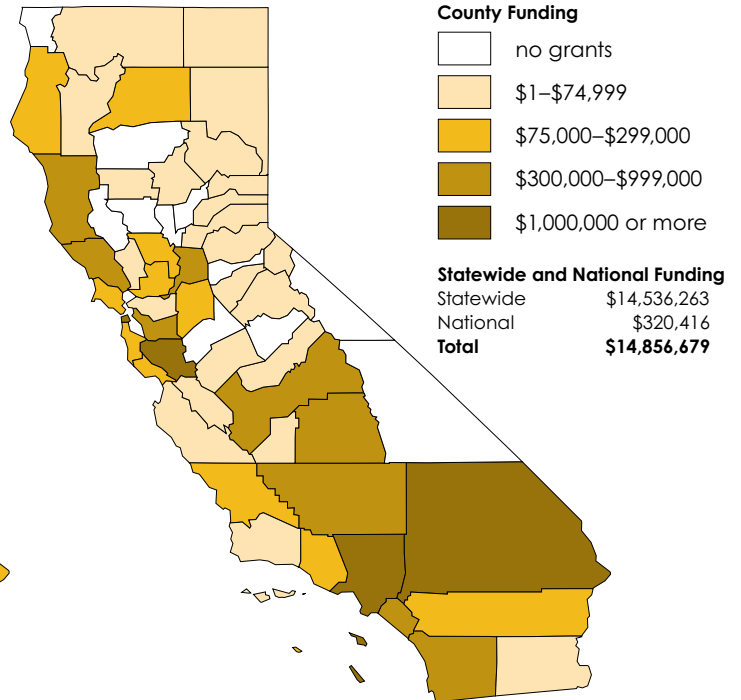 County Funding
no grants
$1–$74,999
$75,000–$299,000
$300,000–$999,000
$1,000,000 or more
Statewide and National Funding
Statewide $14,536,263
National $320,416
Total $14,856,679